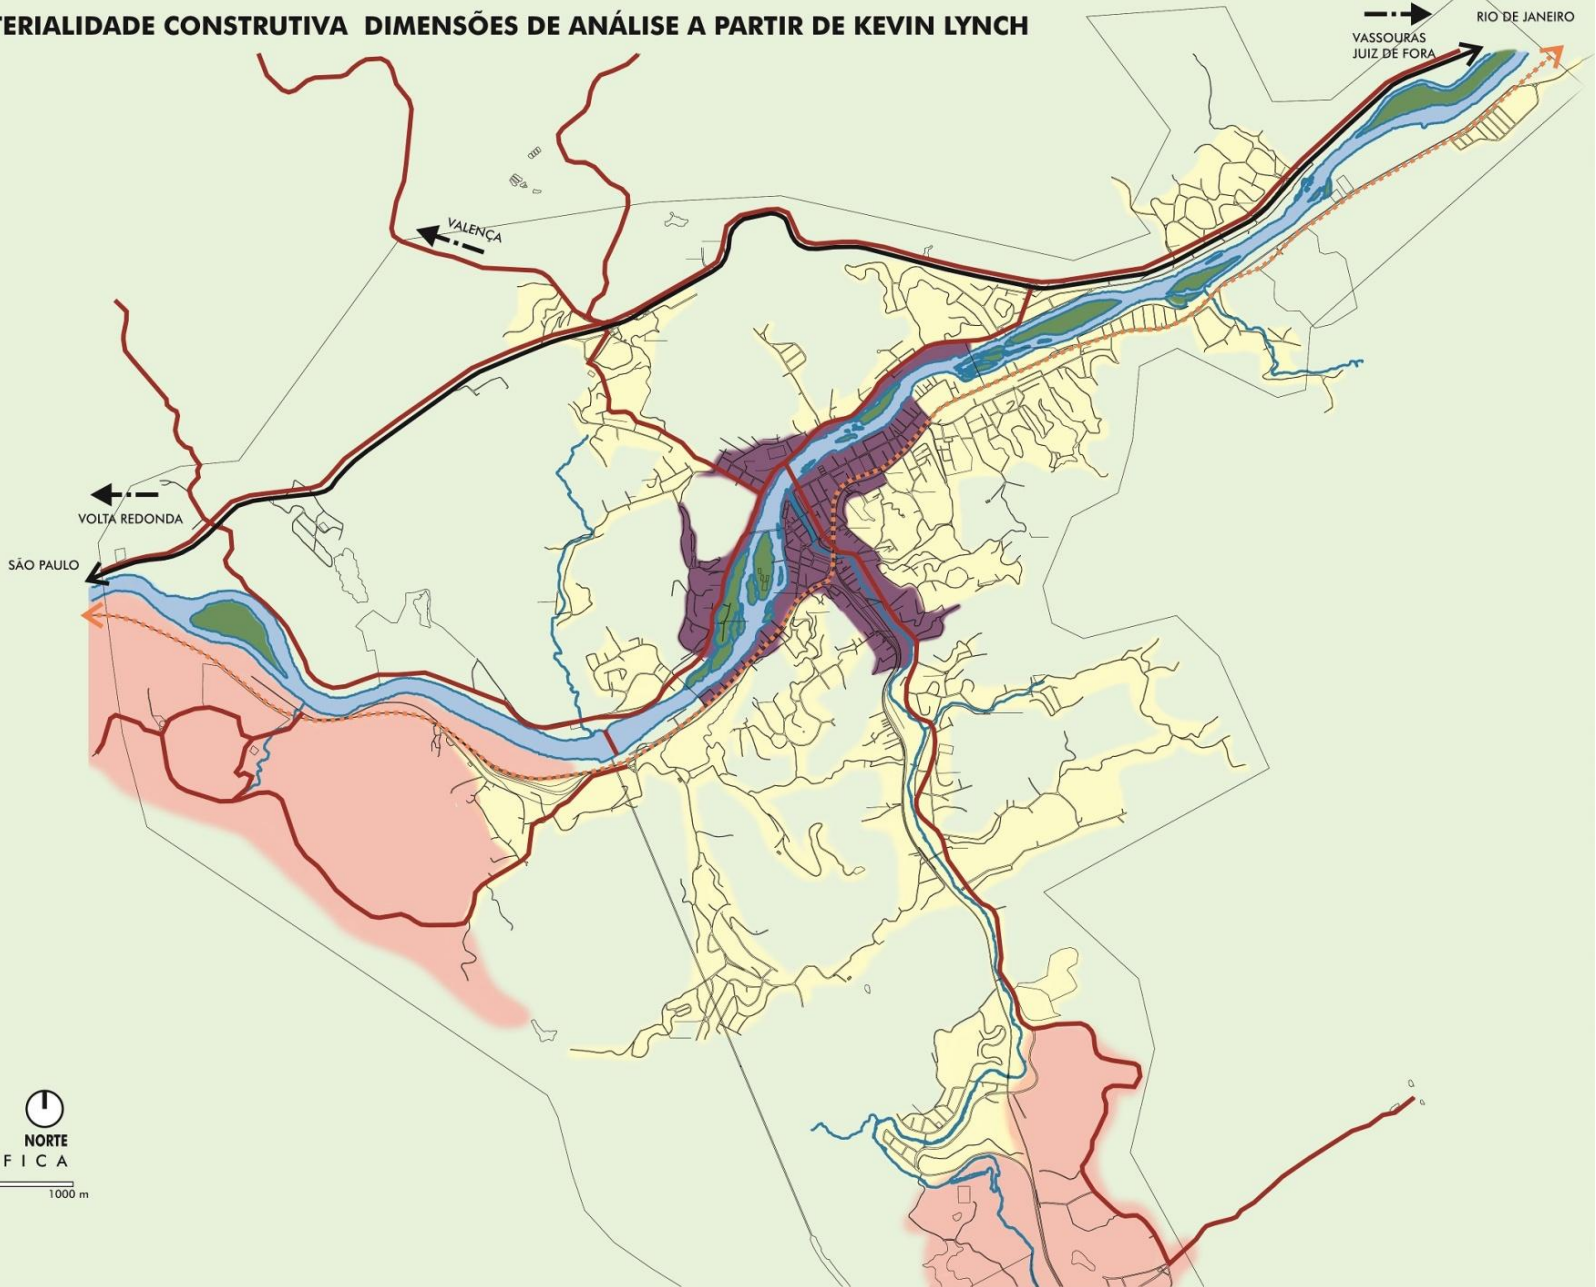 TERIALIDADE CONSTRUTIVA DIMENSÕES DE ANÁLISE A PARTIR DE KEVIN LYNCH
RIO DE JANEIRO
VASSOURAS
JUIZ DE FORA
VALENÇA
VOLTA REDONDA
SÃO PAULO
NORTE
FICA
1000 m